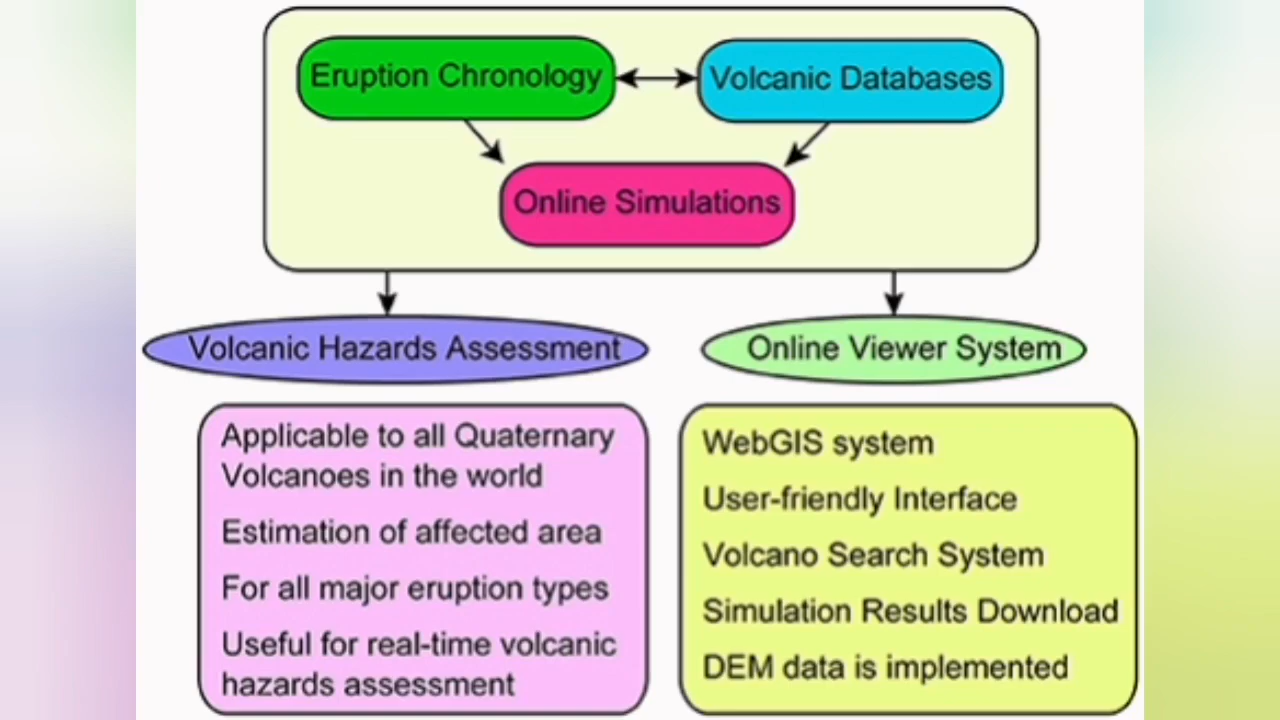 Eruption Chronology
Volcanic Databases
Online Simulations
Volcanic Hazards Assessment
Online Viewer System
Applicable to all Quaternary
Volcanoes in the world
Estimation of affected area
For all major eruption types
Useful for real-time volcanic
hazards assessment
WebGIS system
User-friendly Interface
Volcano Search System
Simulation Results Download
DEM data is implemented